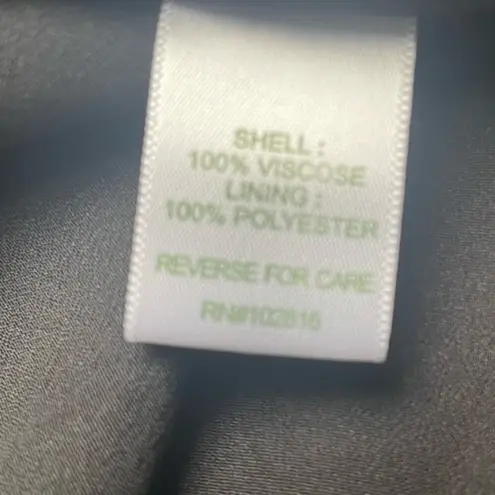 SHELL :
100% VISCOSE
LINING :
100% POLYESTER
REVERSE FOR CARE
RN#102816